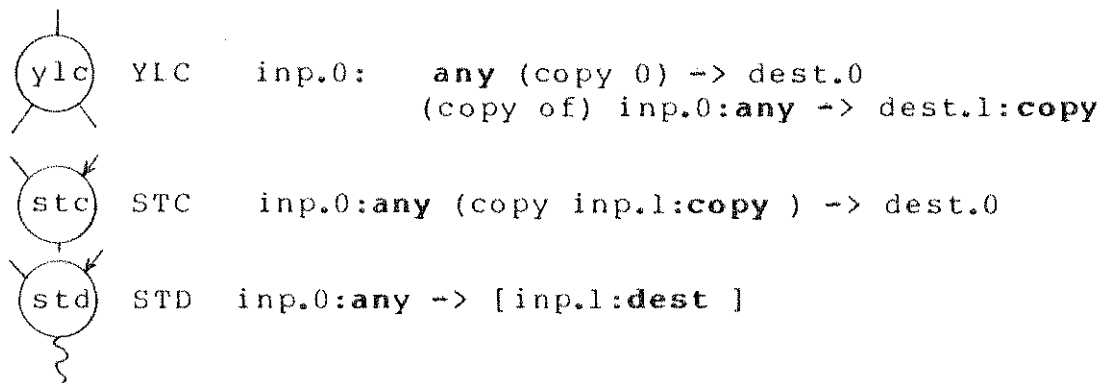 ylc YLC inp.0: any (copy 0) -> dest.0
(copy of) inp.0:any -> dest.1:copy
stc STC inp.0:any (copy inp.1:copy ) -> dest.0
std STD inp.0:any -> [inp.1:dest ]